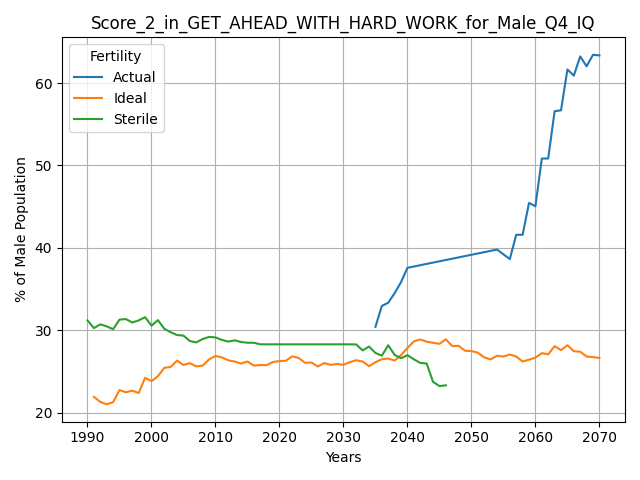 Score_2_in_GET_AHEAD_WITH_HARD_WORK_for_Male_Q4_IQ
Fertility
Actual
Ideal
Sterile
% of Male Population
60
50
40
30
20
1990 2000 2010 2020 2030 2040 2050 2060 2070
Years